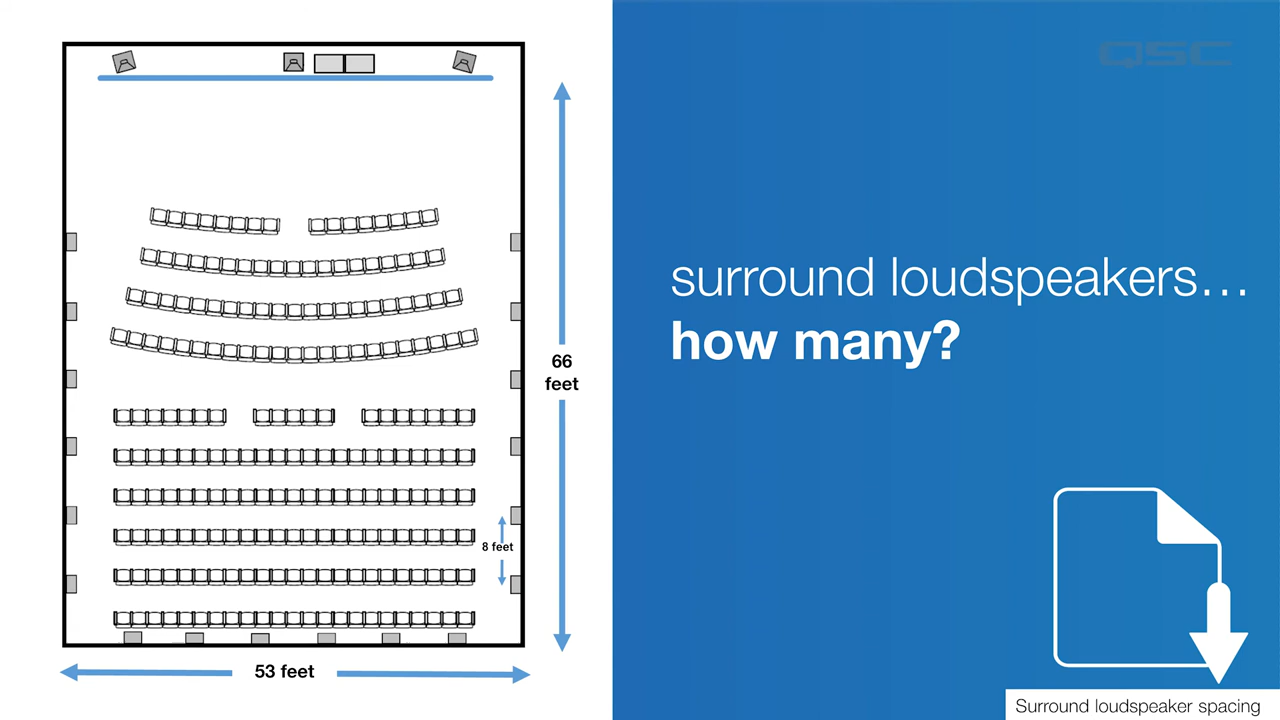 QSC
surround loudspeakers...
how many?
66
feet
8 feet
53 feet
Surround loudspeaker spacing